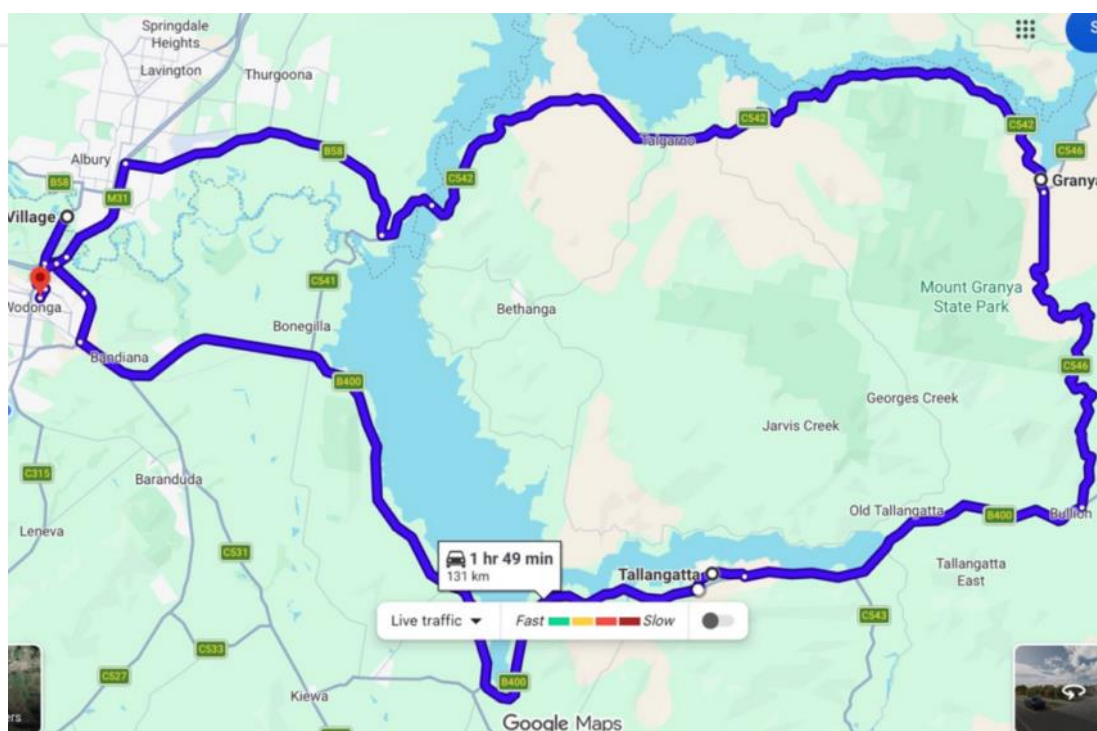 Springdale
Heights
Lavington
Thurgoona
S
C542
Talgarno
C542
C546
Albury
B58
B58
M31
C542
Granya
Village
C541
Mount Granya
State Park
Wodonga
Bethanga
Bonegilla
Bandiana
B400
C546
Georges Creek
Jarvis Creek
C315
Baranduda
Old Tallangatta
B400
Bullion
Leneva
C531
1 hr 49 min
131 km
Tallangatta
Tallangatta
East
Live traffic
Fast
Slow
C543
C533
C527
Kiewa
B400
ers
Google Maps